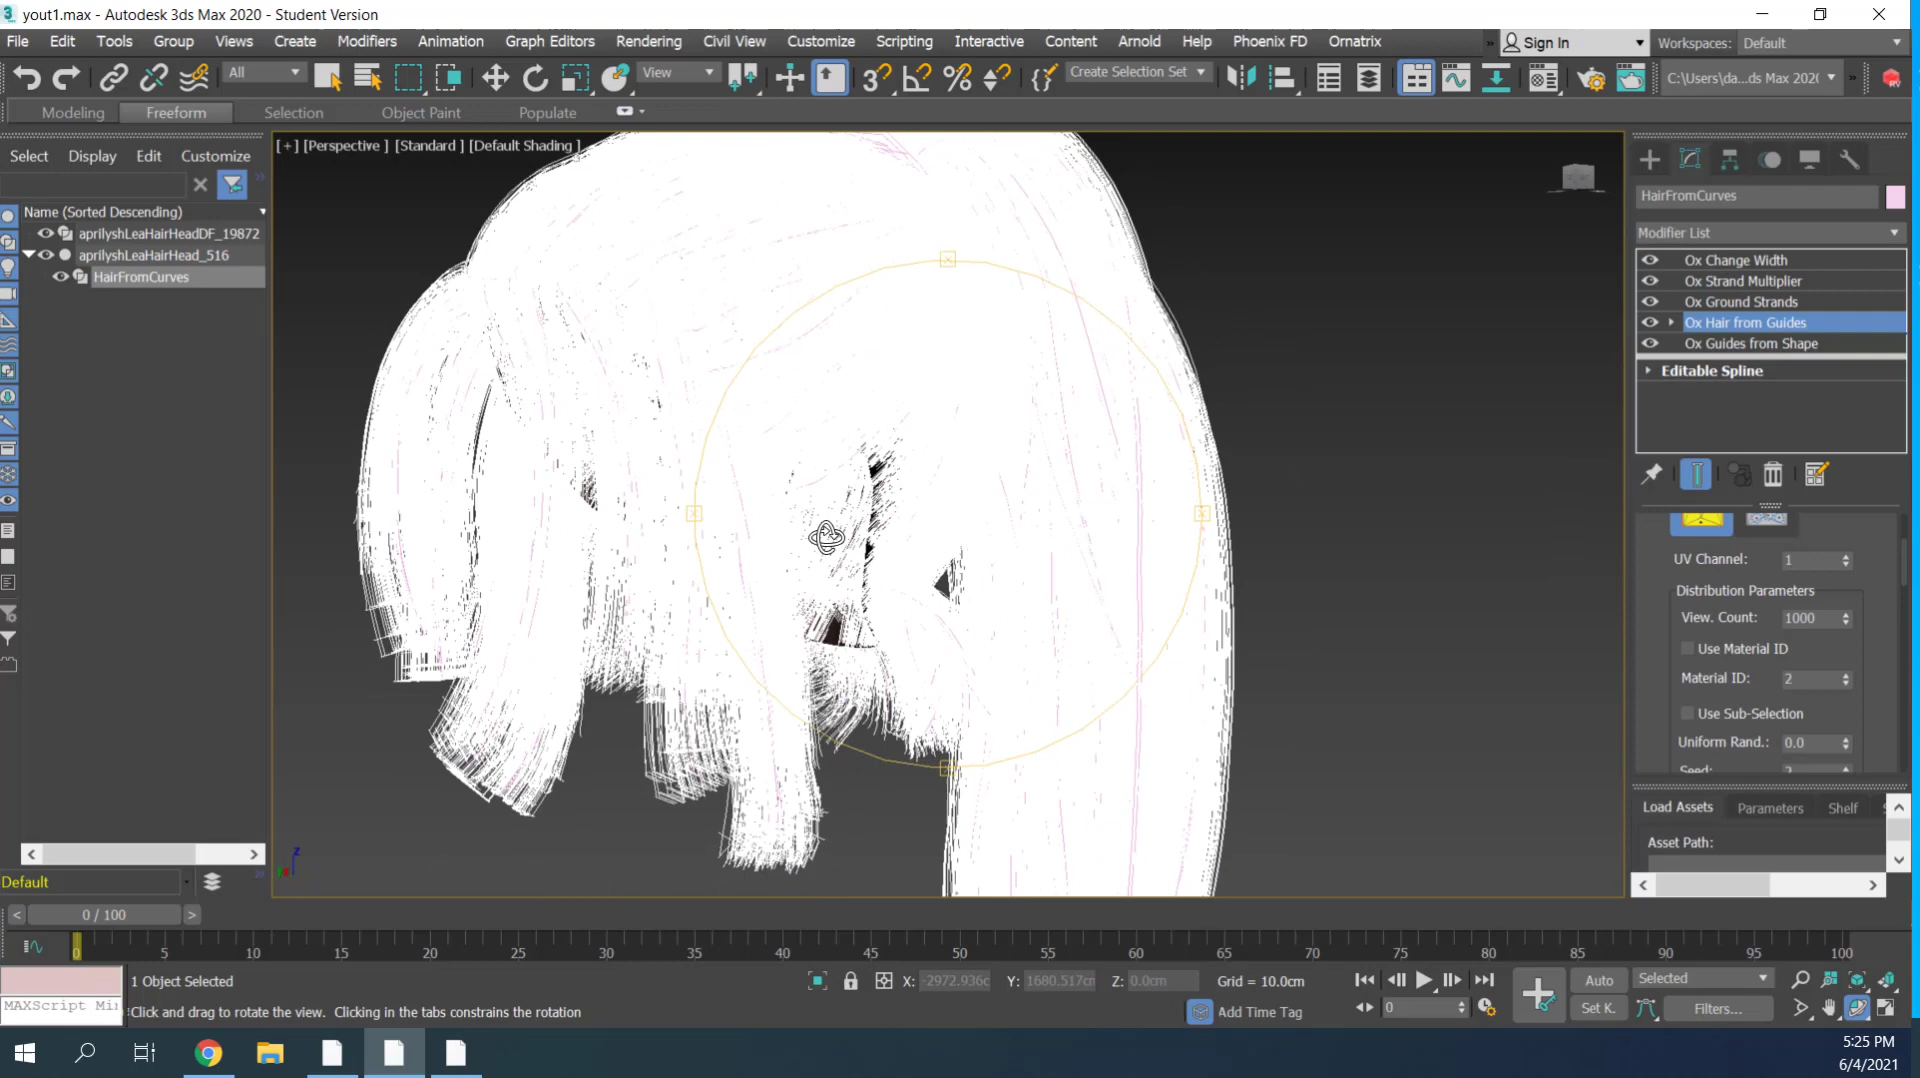 yout1.max - Autodesk 3ds Max 2020 - Student Version
File Edit Tools Group Views Create Modifiers Animation Graph Editors Rendering Civil View Customize Scripting Interactive Content Arnold Help Phoenix FD Ornatrix
Sign In
Workspaces: Default
All
View
Create Selection Set
C:\Users\da...ds Max 2020
Modeling Freeform Selection Object Paint Populate
Select Display Edit Customize
[+] [Perspective ] [Standard ] [Default Shading ]
Name (Sorted Descending)
aprilyshLeaHairHeadDF_19872
aprilyshLeaHairHead_516
HairFromCurves
HairFromCurves
Modifier List
Ox Change Width
Ox Strand Multiplier
Ox Ground Strands
Ox Hair from Guides
Ox Guides from Shape
Editable Spline
UV Channel: 1
Distribution Parameters
View. Count: 1000
Use Material ID
Material ID: 2
Use Sub-Selection
Uniform Rand.: 0.0
Seed: 2
Load Assets Parameters Shelf
Asset Path:
z
Default
0 / 100
0 5 10 15 20 25 30 35 40 45 50 55 60 65 70 75 80 85 90 95 100
1 Object Selected
X: -2972.936c Y: 1680.517cr Z: 0.0cm Grid = 10.0cm
Auto Selected
MAXScript Mi
Click and drag to rotate the view. Clicking in the tabs constrains the rotation
Add Time Tag
0
Set K. Filters...
5:25 PM
6/4/2021